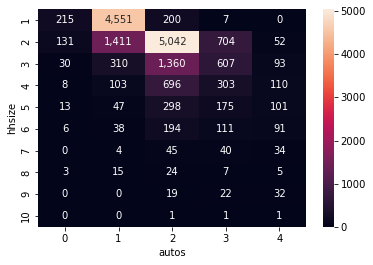 1 215 4,551 200 7 0
2 131 1,411 5,042 704 52
3 30 310 1,360 607 93
4 8 103 696 303 110
5 13 47 298 175 101
6 6 38 194 111 91
7 0 4 45 40 34
8 3 15 24 7 5
9 0 0 19 22 32
10 0 0 1 1 1
0 1 2 3 4
autos
hhsize
5000
4000
3000
2000
1000
0